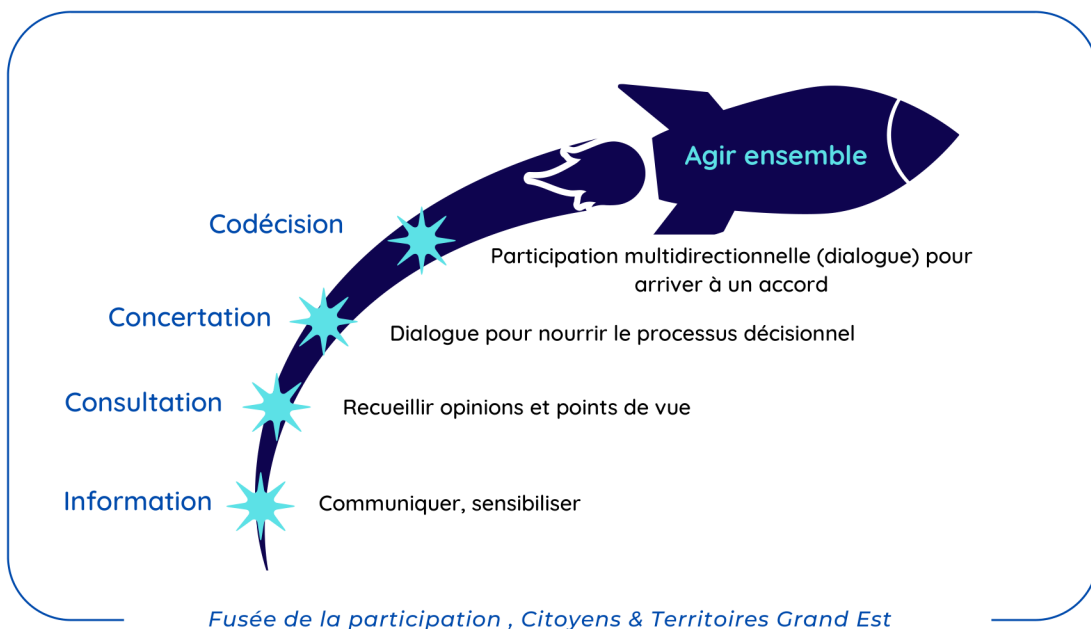 Agir ensemble
Codécision
Participation multidirectionnelle (dialogue) pour
arriver à un accord
Concertation
Dialogue pour nourrir le processus décisionnel
Consultation
Recueillir opinions et points de vue
Information
Communiquer, sensibiliser
Fusée de la participation , Citoyens & Territoires Grand Est